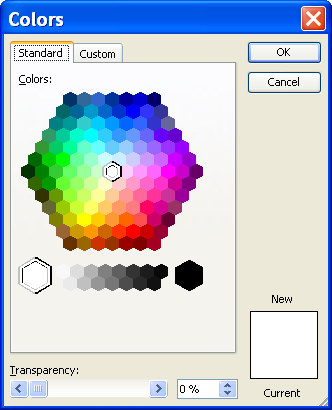 Colors
Standard
Custom
OK
Cancel
Colors:
New
Current
Transparency:
0 %